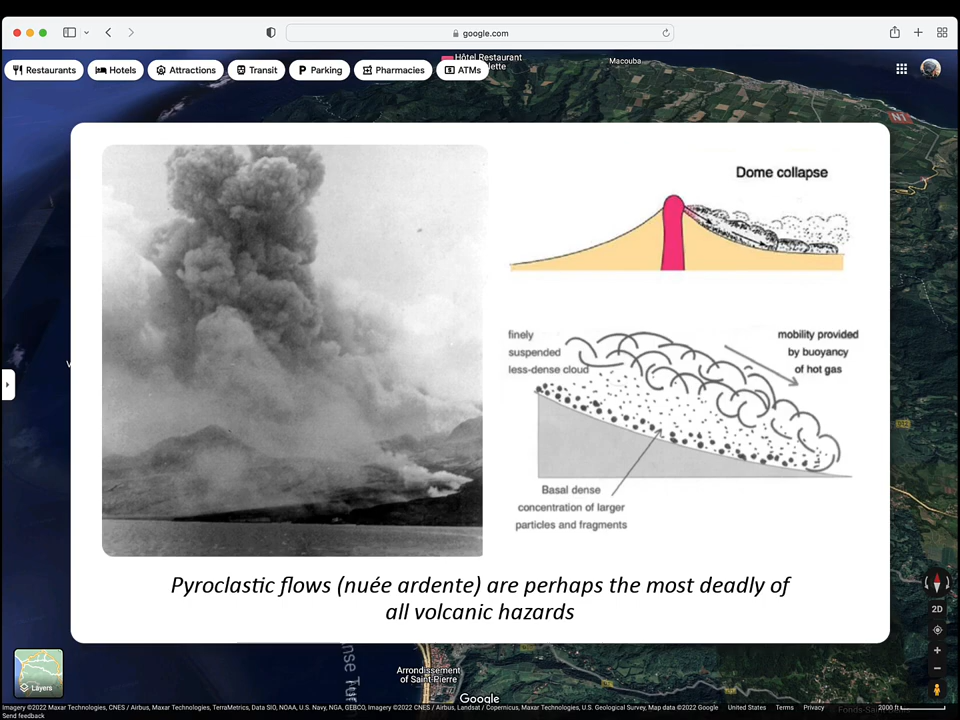 google.com
Restaurants
Hotels
Attractions
Transit
Parking
Pharmacies
ATMs
Hôtel Restaurant
lette
Macouba
N1
Dome collapse
finely
suspended
less-dense cloud
mobility provided
by buoyancy
of hot gas
Basal dense
concentration of larger
particles and fragments
Pyroclastic flows (nuée ardente) are perhaps the most deadly of
all volcanic hazards
2D
Layers
Arrondissement
of Saint-Pierre
Google
Imagery ©2022 Maxar Technologies, CNES / Airbus, Maxar Technologies, TerraMetrics, Data SIO, NOAA, U.S. Navy, NGA, GEBCO, Imagery ©2022 CNES / Airbus, Landsat / Copernicus, Maxar Technologies, U.S. Geological Survey, Map data ©2022 Google United States Terms Privacy 2000 ft
Send feedback